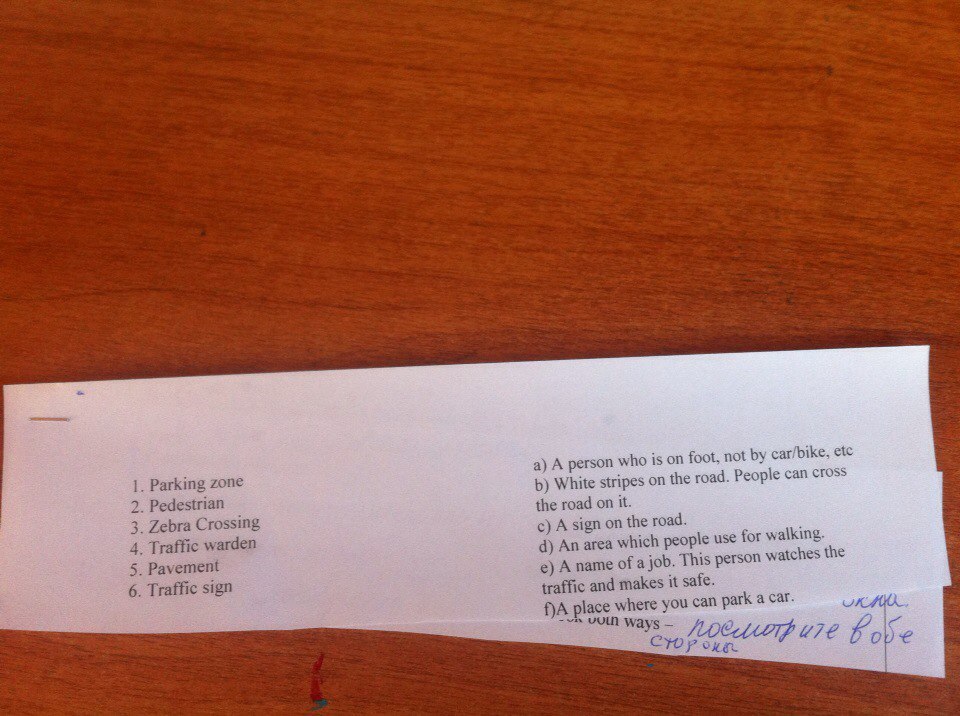 1. Parking zone
2. Pedestrian
3. Zebra Crossing
4. Traffic warden
5. Pavement
6. Traffic sign
a) A person who is on foot, not by car/bike, etc
b) White stripes on the road. People can cross
the road on it.
c) A sign on the road.
d) An area which people use for walking.
e) A name of a job. This person watches the
traffic and makes it safe.
f)A place where you can park a car.
окна.
both ways – посмотрите в обе
стороны